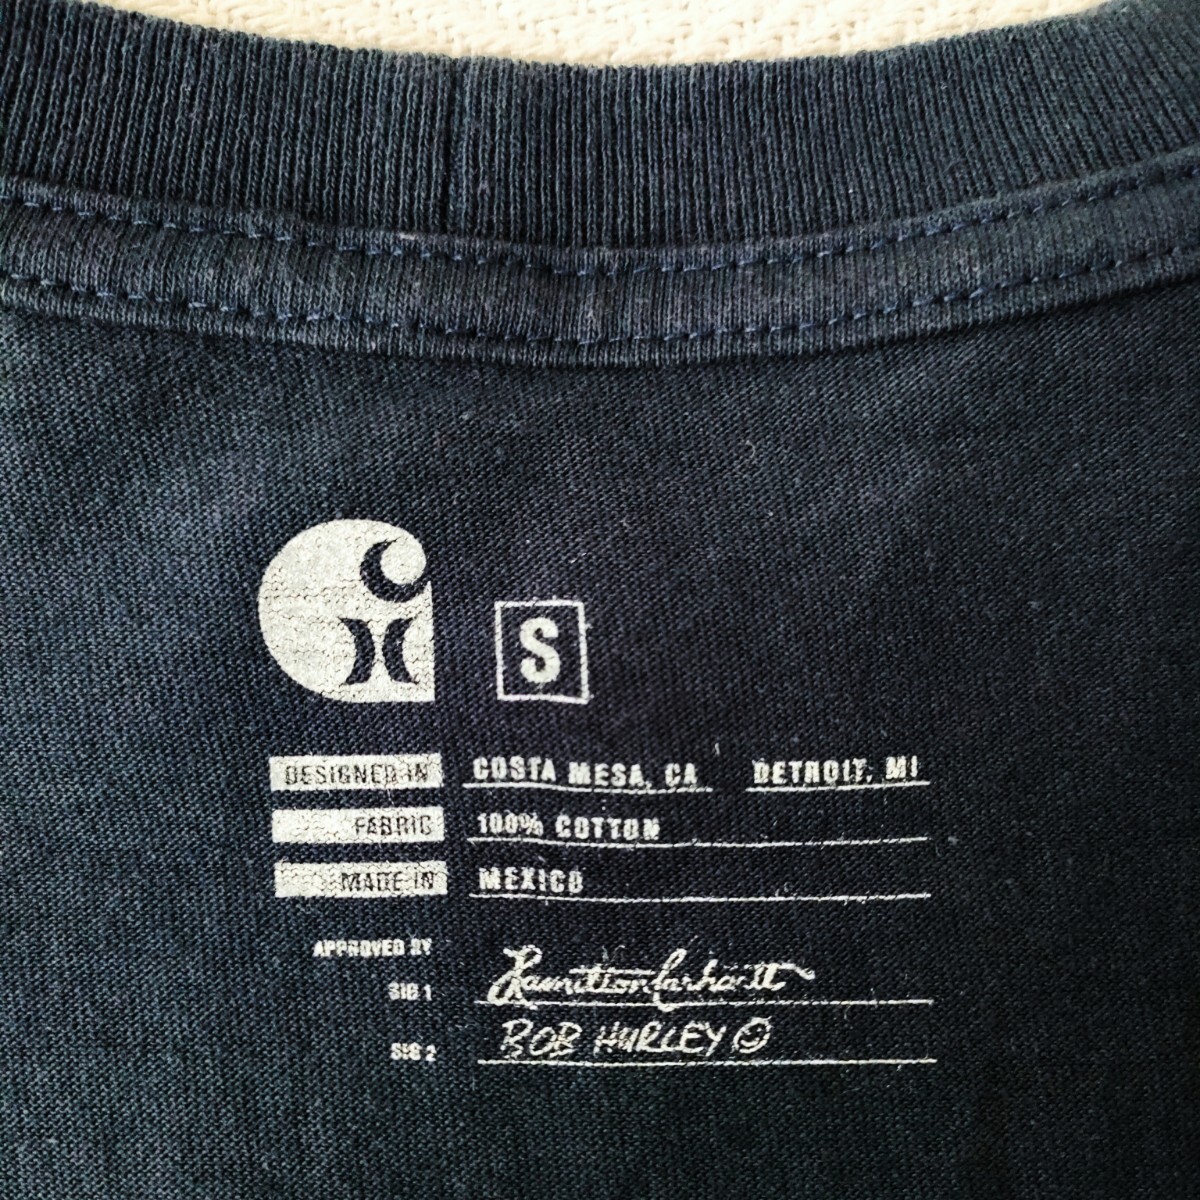 S
DESIGNED IN COSTA MESA, CA DETROIT, MI
FABRIC 100% COTTON
MADE IN MEXICO
APPROVED BY
SIG 1 Hamilton Carhartt
SIG 2 BOB HURLEY